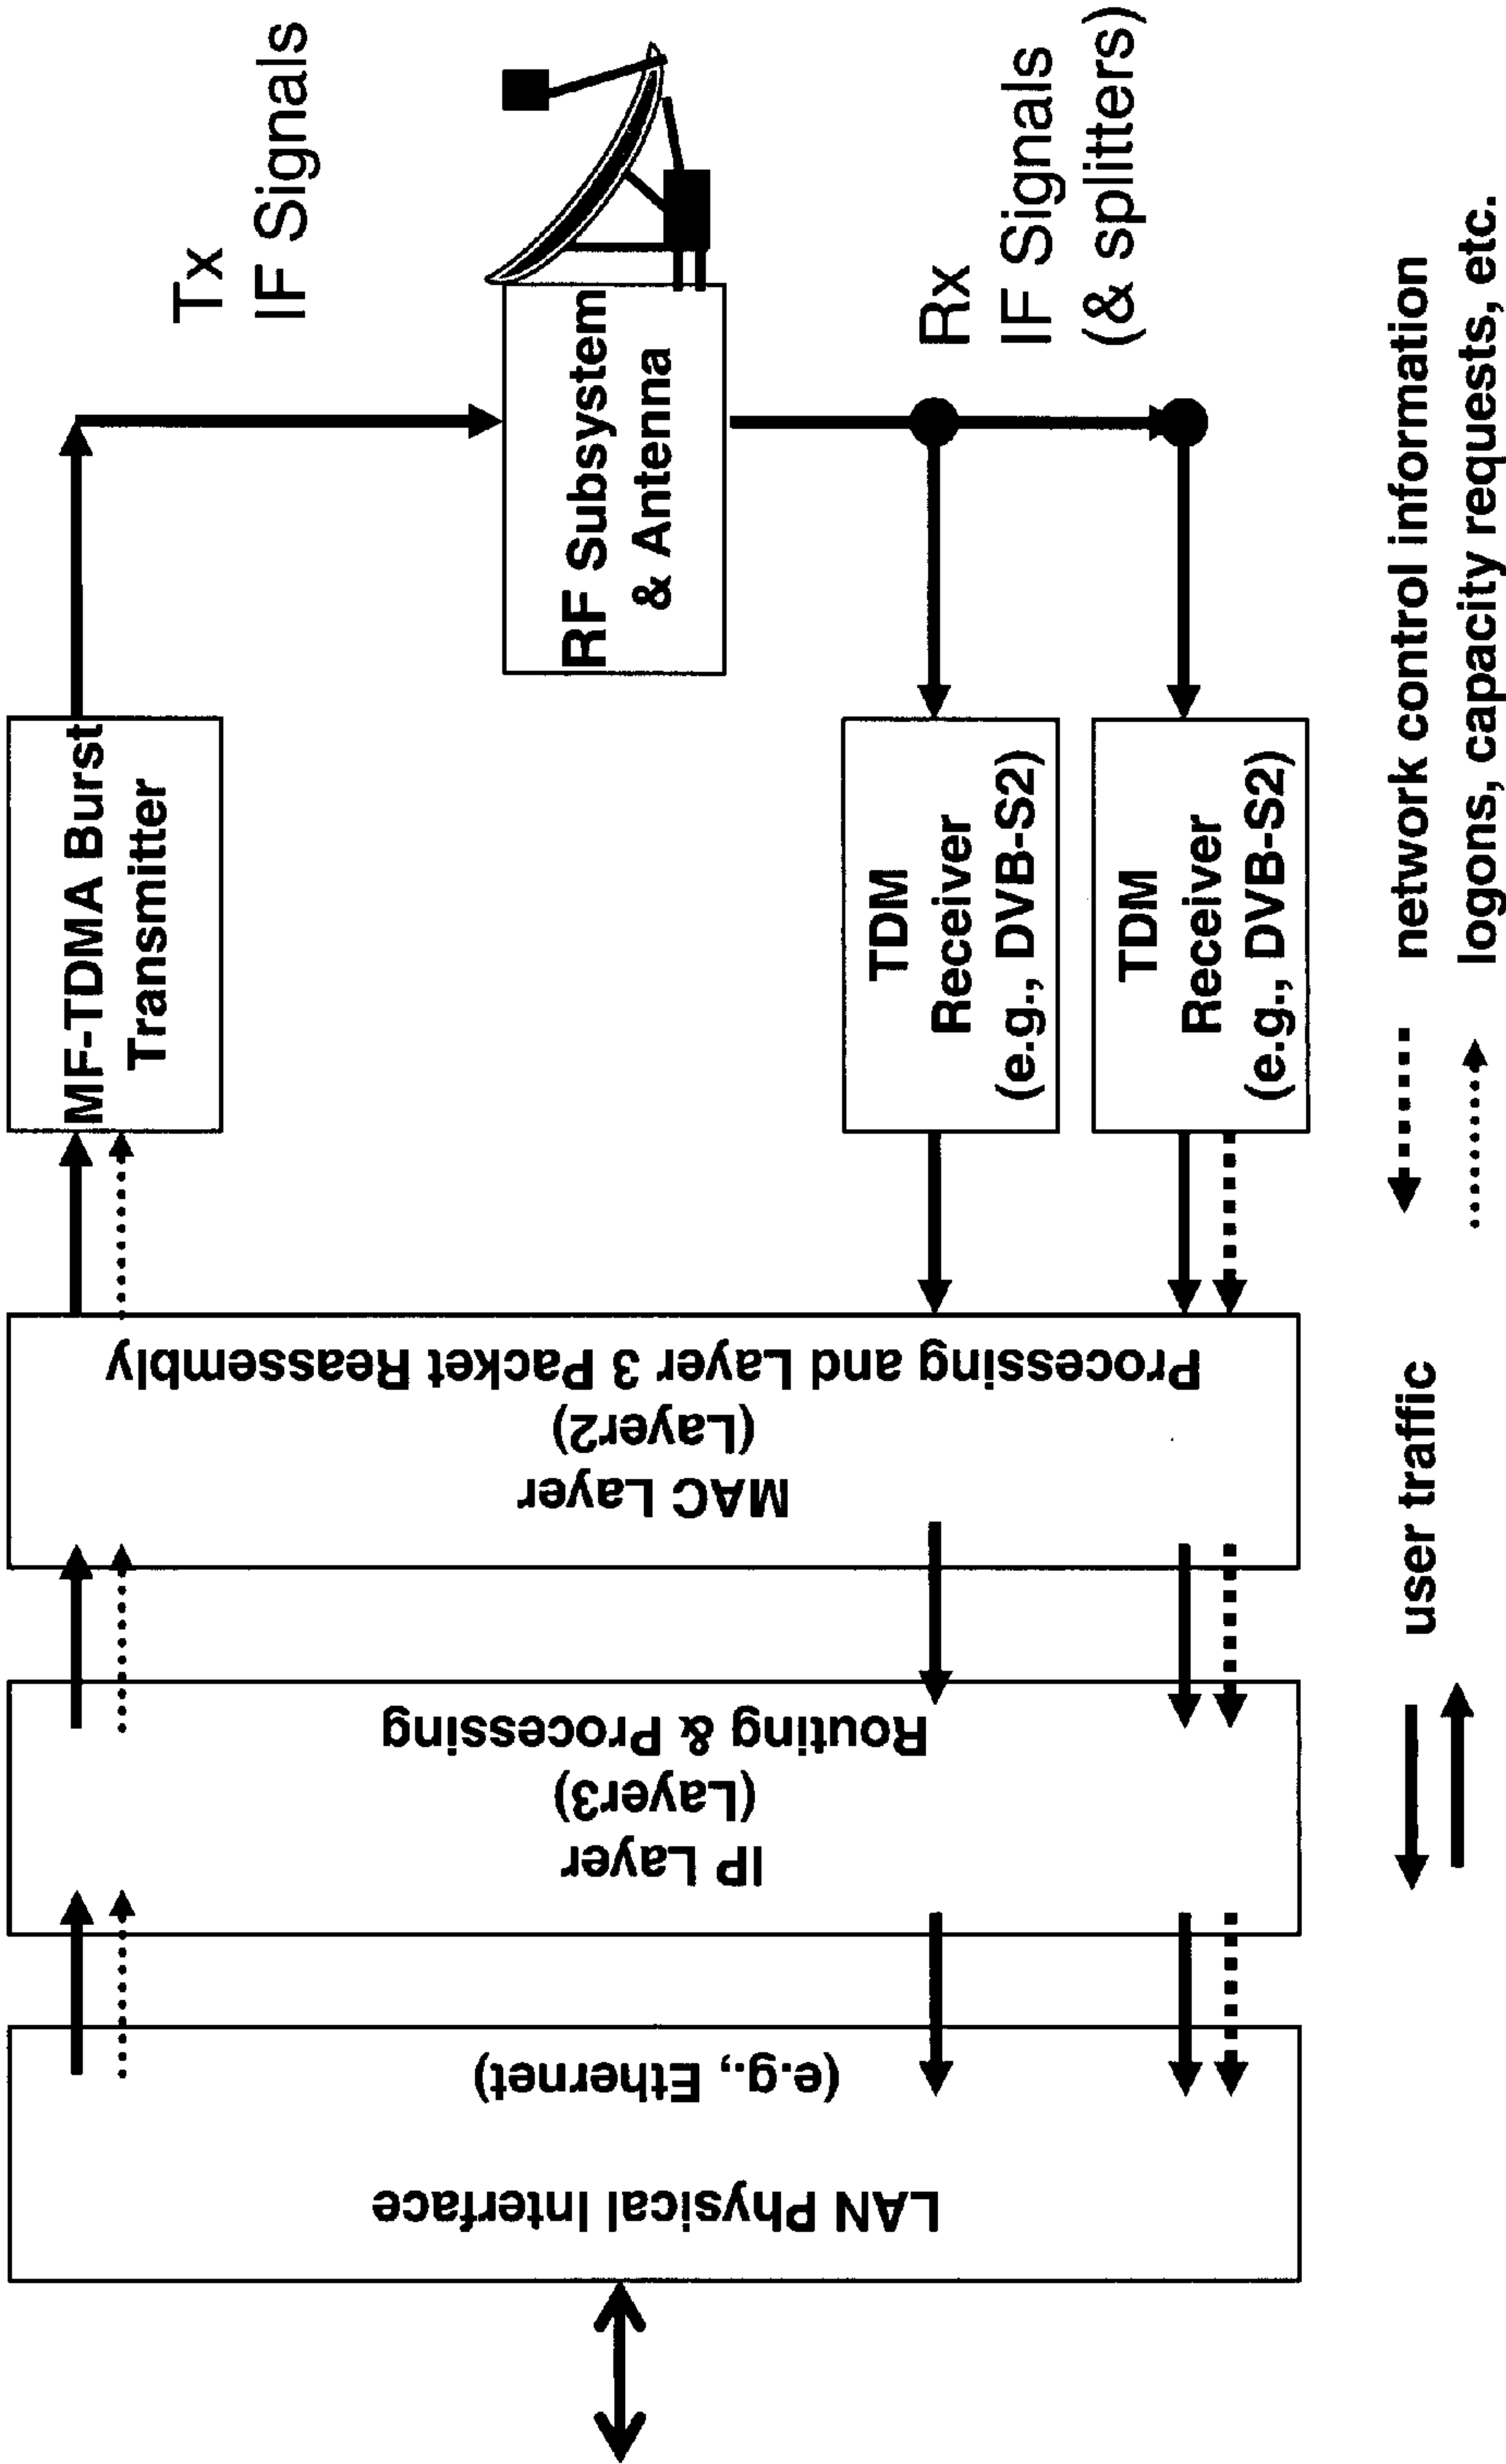 LAN Physical Interface
(e.g., Ethernet)
IP Layer
(Layer3)
Routing & Processing
MAC Layer
(Layer2)
Processing and Layer 3 Packet Reassembly
MF-TDMA Burst
Transmitter
Tx
IF Signals
RF Subsystem
& Antenna
Rx
IF Signals
(& splitters)
TDM
Receiver
(e.g., DVB-S2)
TDM
Receiver
(e.g., DVB-S2)
user traffic
network control information
logons, capacity requests, etc.